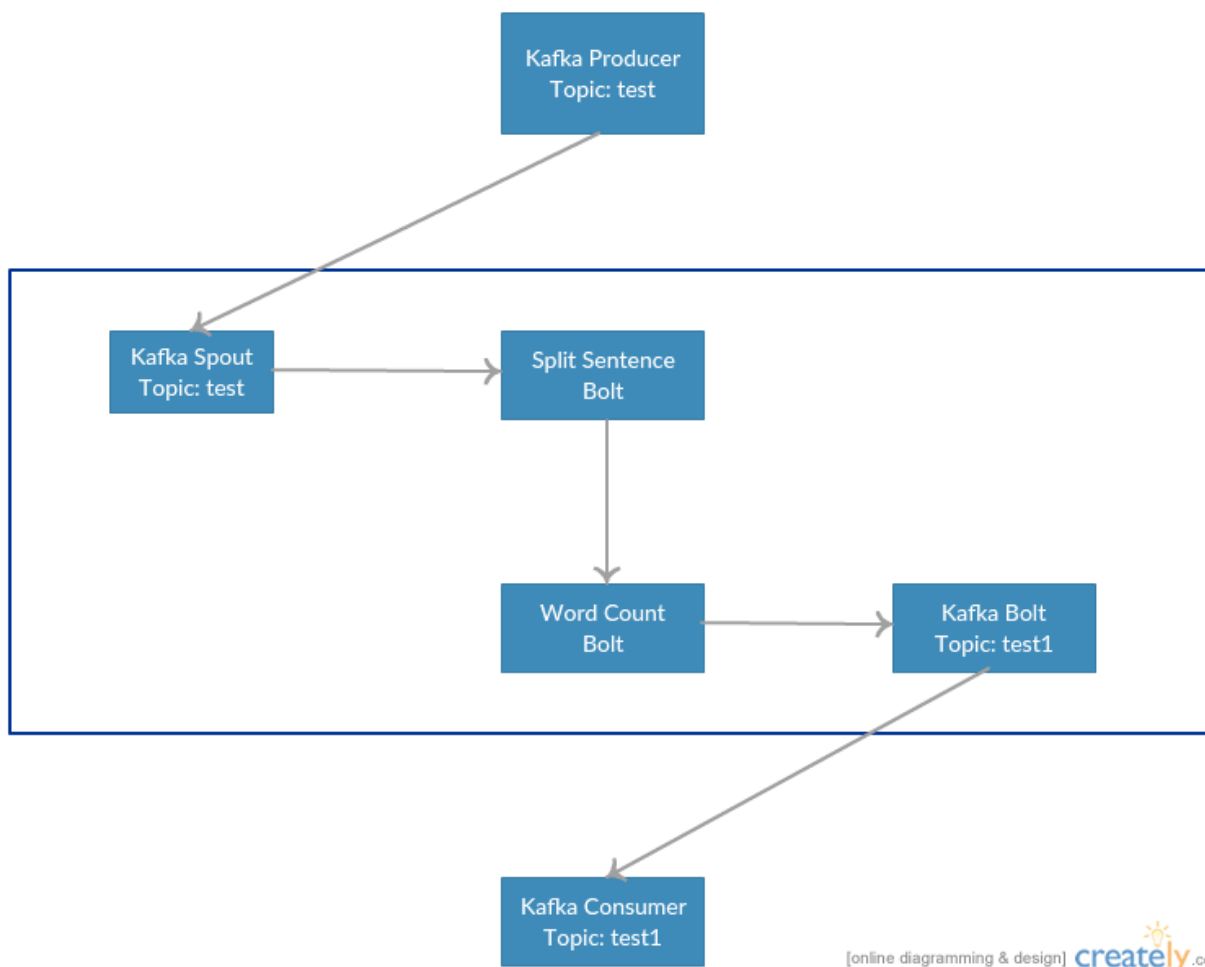 Kafka Producer
Topic: test
Kafka Spout
Topic: test
Split Sentence
Bolt
Word Count
Bolt
Kafka Bolt
Topic: test1
Kafka Consumer
Topic: test1
[online diagramming & design] creately.co